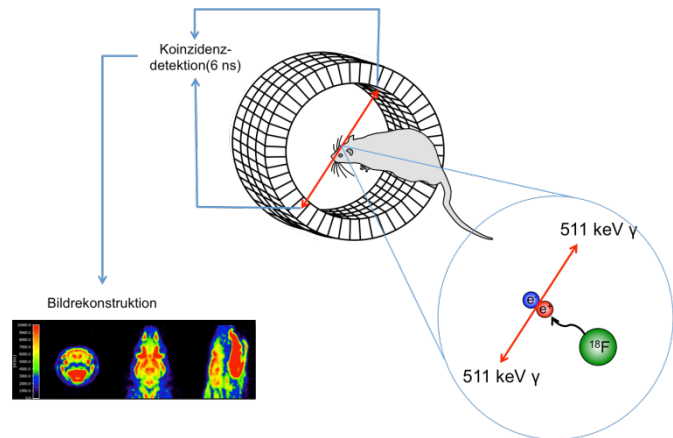 Koinzidenz-
detektion(6 ns)
511 keV γ
e⁻
e⁺
¹⁸F
511 keV γ
Bildrekonstruktion